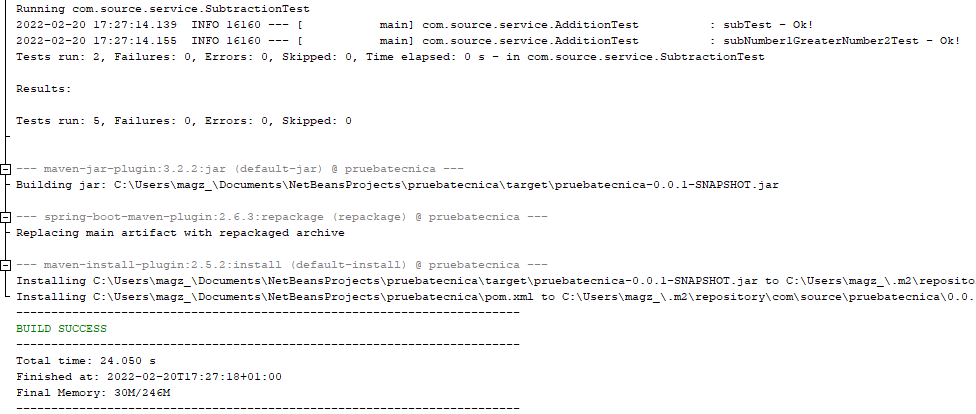 Running com.source.service.SubtractionTest
2022-02-20 17:27:14.139  INFO 16160 --- [           main] com.source.service.AdditionTest          : subTest - Ok!
2022-02-20 17:27:14.155  INFO 16160 --- [           main] com.source.service.AdditionTest          : subNumber1GreaterNumber2Test - Ok!
Tests run: 2, Failures: 0, Errors: 0, Skipped: 0, Time elapsed: 0 s - in com.source.service.SubtractionTest
Results:
Tests run: 5, Failures: 0, Errors: 0, Skipped: 0
--- maven-jar-plugin:3.2.2:jar (default-jar) @ pruebatecnica ---
Building jar: C:\Users\magz_\Documents\NetBeansProjects\pruebatecnica\target\pruebatecnica-0.0.1-SNAPSHOT.jar
--- spring-boot-maven-plugin:2.6.3:repackage (repackage) @ pruebatecnica ---
Replacing main artifact with repackaged archive
--- maven-install-plugin:2.5.2:install (default-install) @ pruebatecnica ---
Installing C:\Users\magz_\Documents\NetBeansProjects\pruebatecnica\target\pruebatecnica-0.0.1-SNAPSHOT.jar to C:\Users\magz_\.m2\reposito
Installing C:\Users\magz_\Documents\NetBeansProjects\pruebatecnica\pom.xml to C:\Users\magz_\.m2\repository\com\source\pruebatecnica\0.0.
------------------------------------------------------------------------
BUILD SUCCESS
------------------------------------------------------------------------
Total time: 24.050 s
Finished at: 2022-02-20T17:27:18+01:00
Final Memory: 30M/246M
------------------------------------------------------------------------